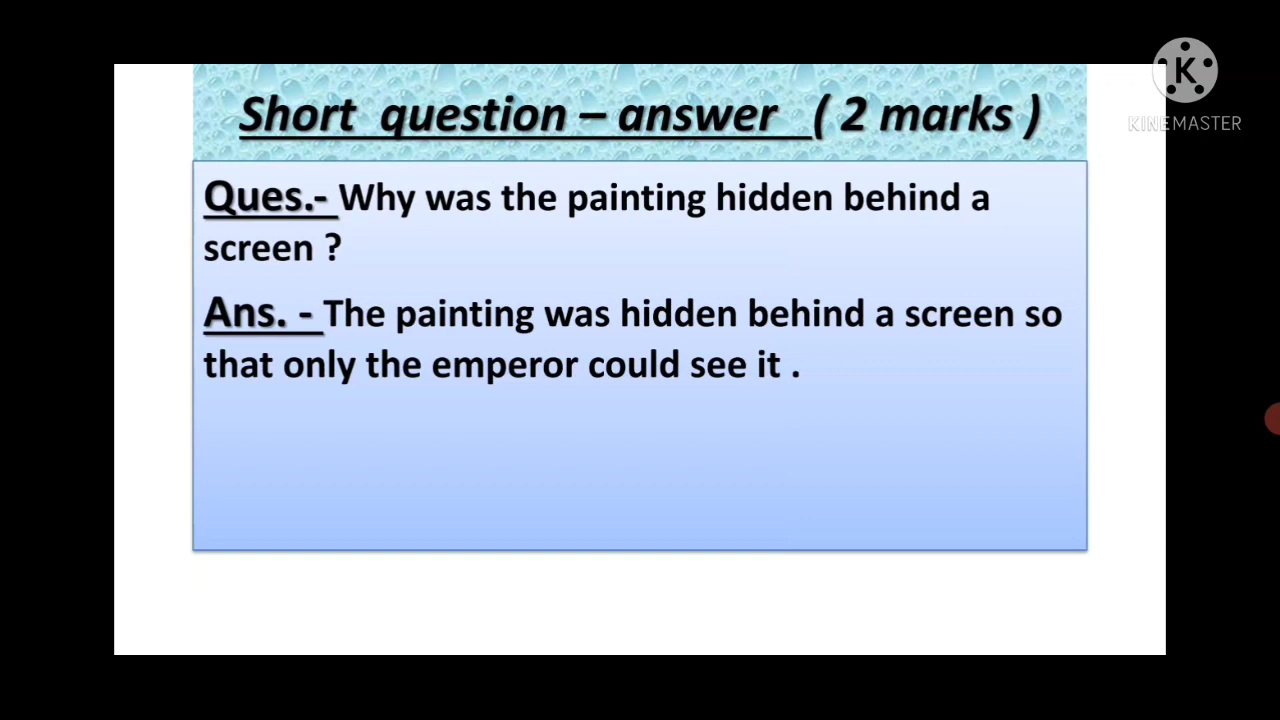 Short question – answer ( 2 marks )
K
KINEMASTER
Ques.- Why was the painting hidden behind a
screen ?
Ans. - The painting was hidden behind a screen so
that only the emperor could see it .